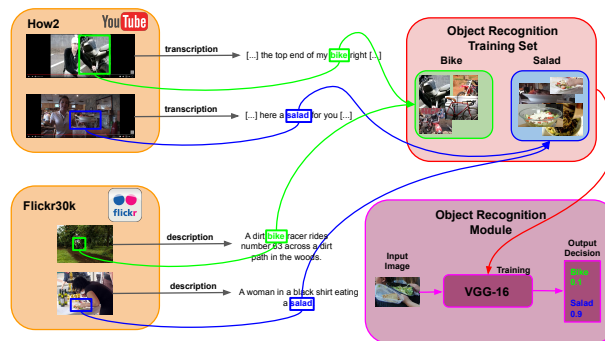 How2
YouTube
transcription
[...] the top end of my bike right [...]
transcription
[...] here a salad for you [...]
Object Recognition
Training Set
Bike
Salad
Flickr30k
flickr
description
A dirt bike racer rides
number 63 across a dirt
path in the woods.
description
A woman in a black shirt eating
a salad
Object Recognition
Module
Input
Image
Training
VGG-16
Output
Decision
Bike
0.1
Salad
0.9